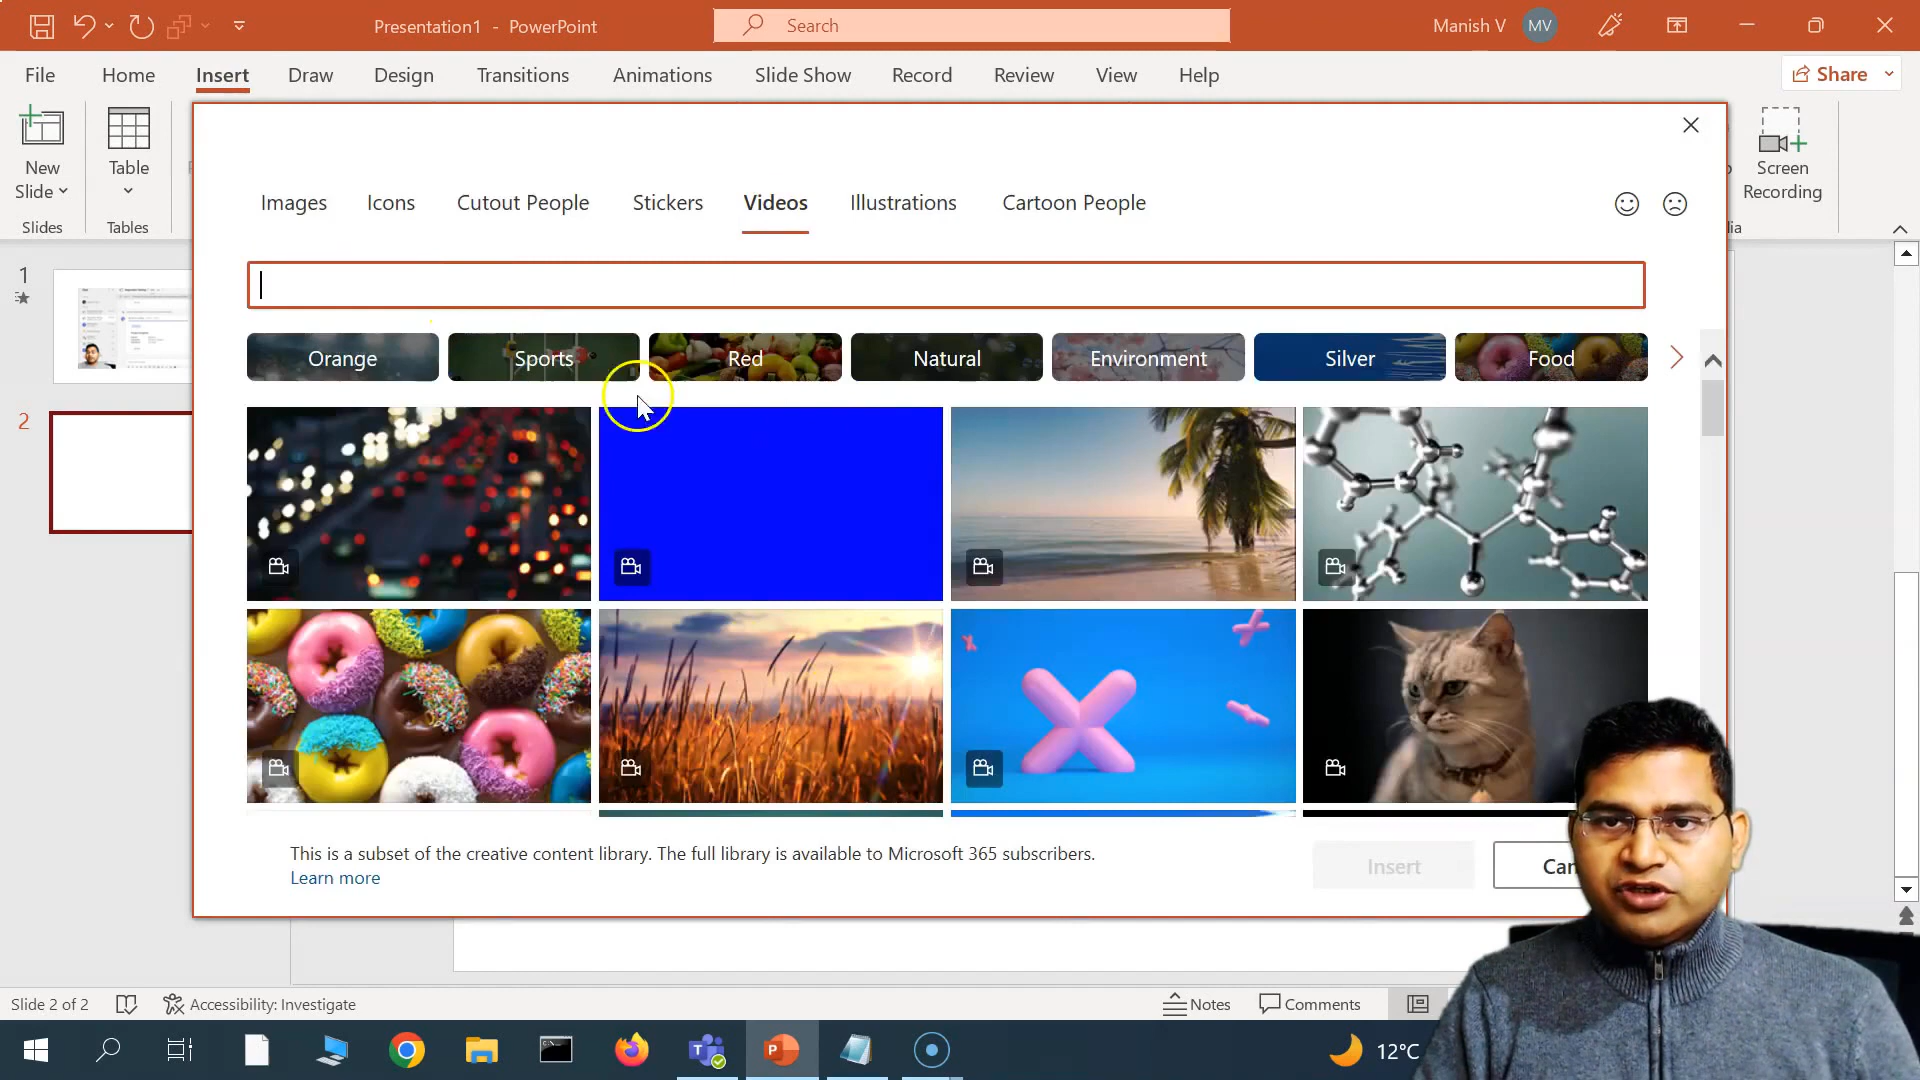 Presentation1 - PowerPoint
Search
Manish V
MV
File
Home
Insert
Draw
Design
Transitions
Animations
Slide Show
Record
Review
View
Help
Share
New
Slide
Slides
Table
Tables
Screen
Recording
Images
Icons
Cutout People
Stickers
Videos
Illustrations
Cartoon People
1
2
Orange
Sports
Red
Natural
Environment
Silver
Food
This is a subset of the creative content library. The full library is available to Microsoft 365 subscribers.
Learn more
Insert
Can
Slide 2 of 2
Accessibility: Investigate
Notes
Comments
12°C